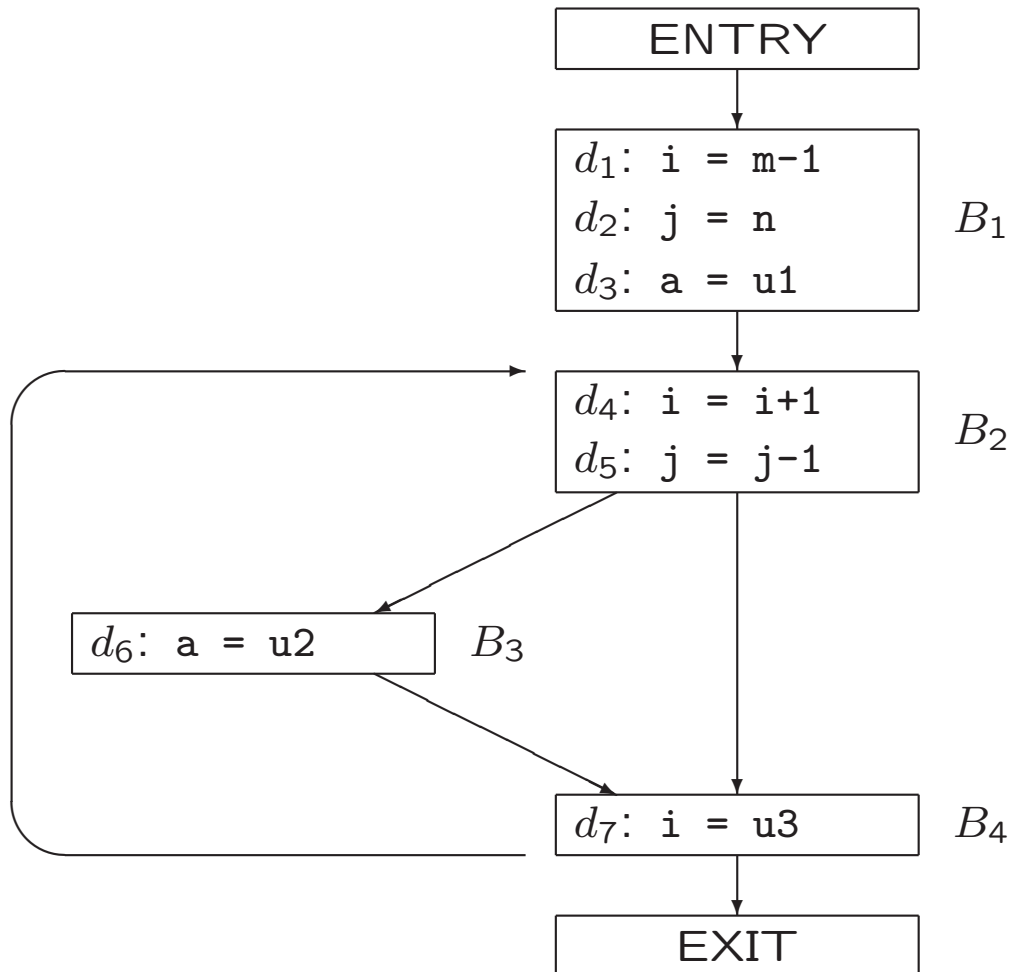 ENTRY
d₁: i = m-1
d₂: j = n
d₃: a = u1
B₁
d₄: i = i+1
d₅: j = j-1
B₂
d₆: a = u2
B₃
d₇: i = u3
B₄
EXIT